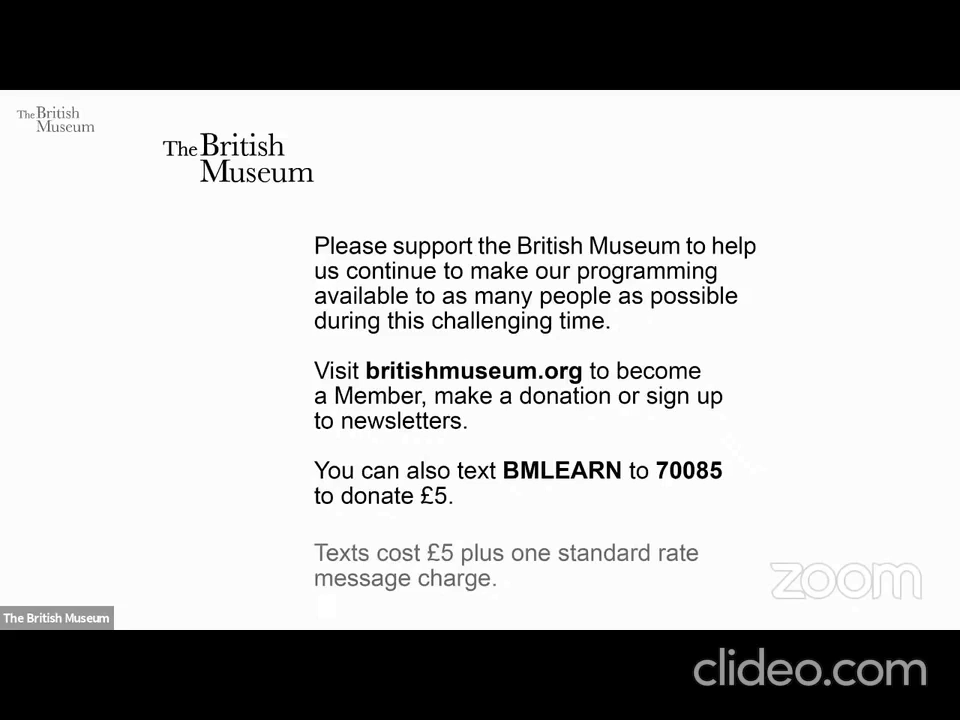 The British
Museum
The British
Museum
Please support the British Museum to help
us continue to make our programming
available to as many people as possible
during this challenging time.
Visit britishmuseum.org to become
a Member, make a donation or sign up
to newsletters.
You can also text BMLEARN to 70085
to donate £5.
Texts cost £5 plus one standard rate
message charge.
zoom
The British Museum
clideo.com